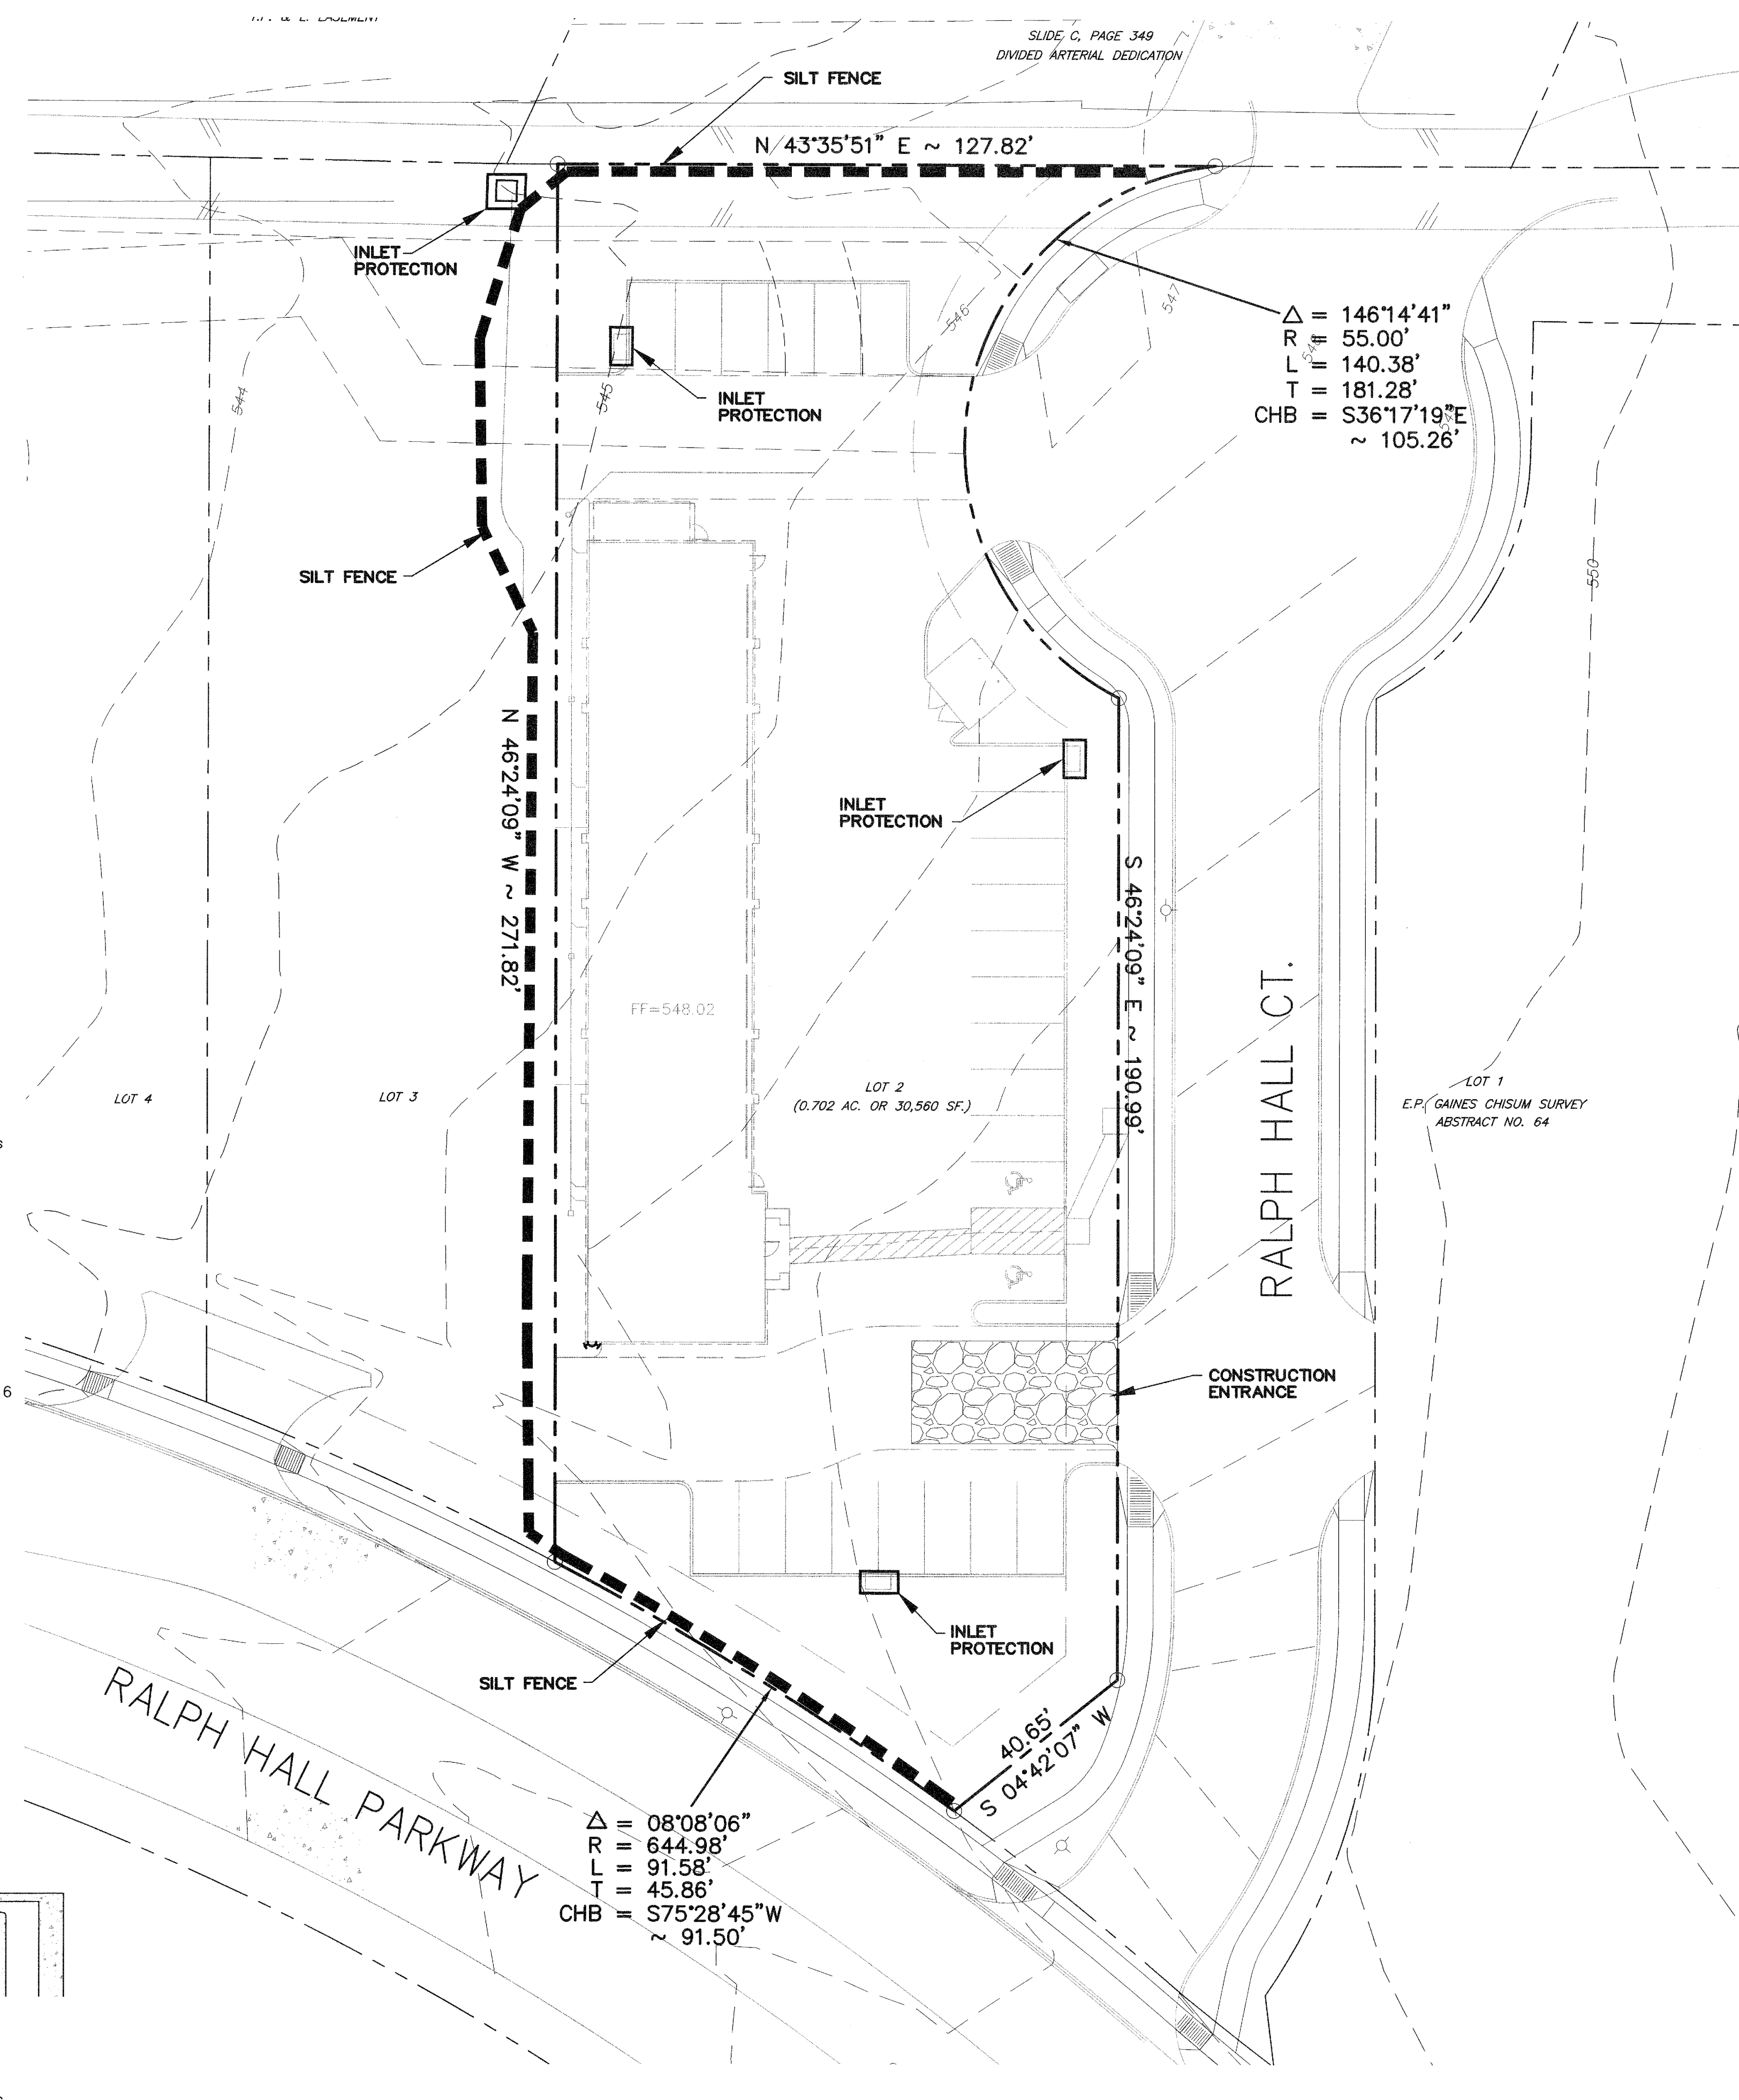 SLIDE C, PAGE 349
DIVIDED ARTERIAL DEDICATION
SILT FENCE
N 43°35'51" E ~ 127.82'
INLET
PROTECTION
547
546
△ = 146°14'41"
R = 55.00'
L = 140.38'
T = 181.28'
CHB = S36°17'19"E
~ 105.26'
544
545
INLET
PROTECTION
SILT FENCE
550
N 46°24'09" W ~ 271.82'
INLET
PROTECTION
S 46°24'09" E ~ 190.99'
FF=548.02
RALPH HALL CT.
LOT 4
LOT 3
LOT 2
(0.702 AC. OR 30,560 SF.)
LOT 1
E.P. GAINES CHISUM SURVEY
ABSTRACT NO. 64
CONSTRUCTION
ENTRANCE
6
INLET
PROTECTION
SILT FENCE
40.65'
S 04°42'07" W
RALPH HALL PARKWAY
△ = 08°08'06"
R = 644.98'
L = 91.58'
T = 45.86'
CHB = S75°28'45"W
~ 91.50'